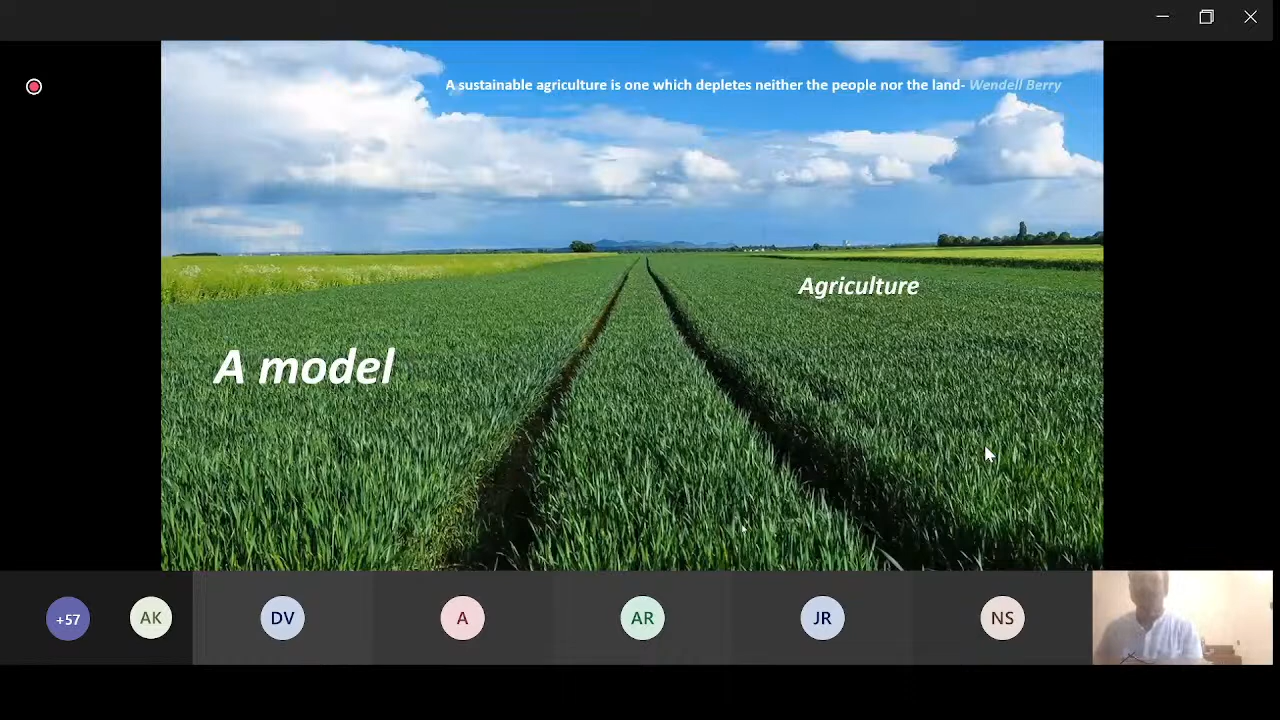 A sustainable agriculture is one which depletes neither the people nor the land- Wendell Berry
Agriculture
A model
+57
AK
DV
A
AR
JR
NS